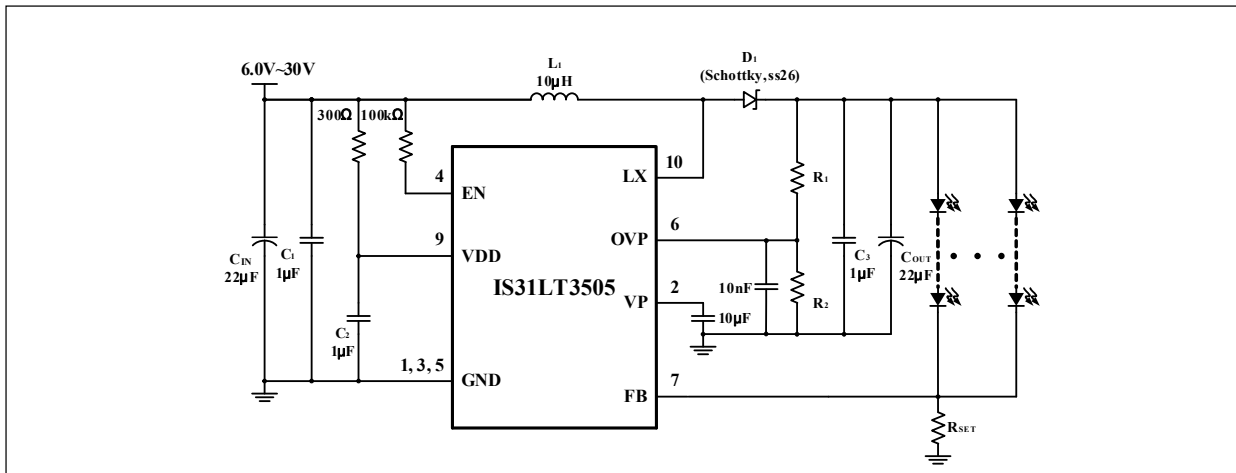 6.0V~30V
L1
10µH
D1
(Schottky,ss26)
300Ω
100kΩ
4
EN
LX
10
R1
9
VDD
OVP
6
CIN
22µF
C1
1µF
IS31LT3505
C3
1µF
COUT
22µF
VP
2
10nF
R2
10µF
C2
1µF
1, 3, 5
GND
FB
7
RSET